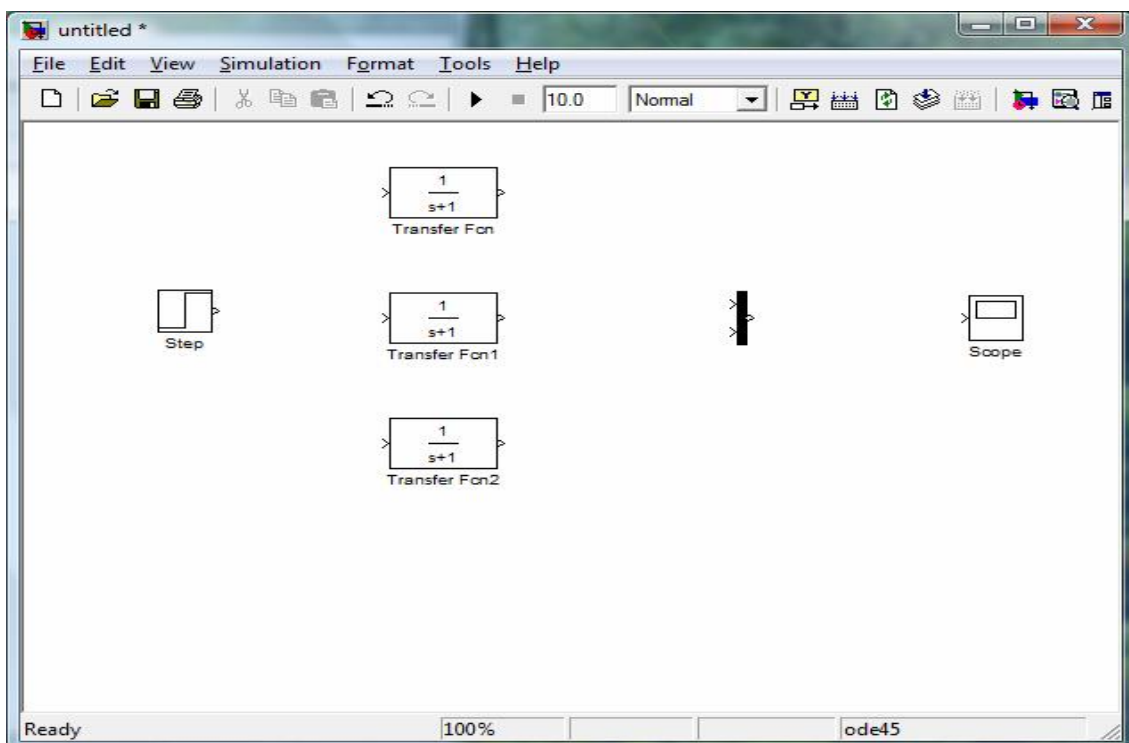 untitled *
File Edit View Simulation Format Tools Help
10.0 Normal
1
s+1
Transfer Fcn
Step
1
s+1
Transfer Fcn1
Scope
1
s+1
Transfer Fcn2
Ready 100% ode45